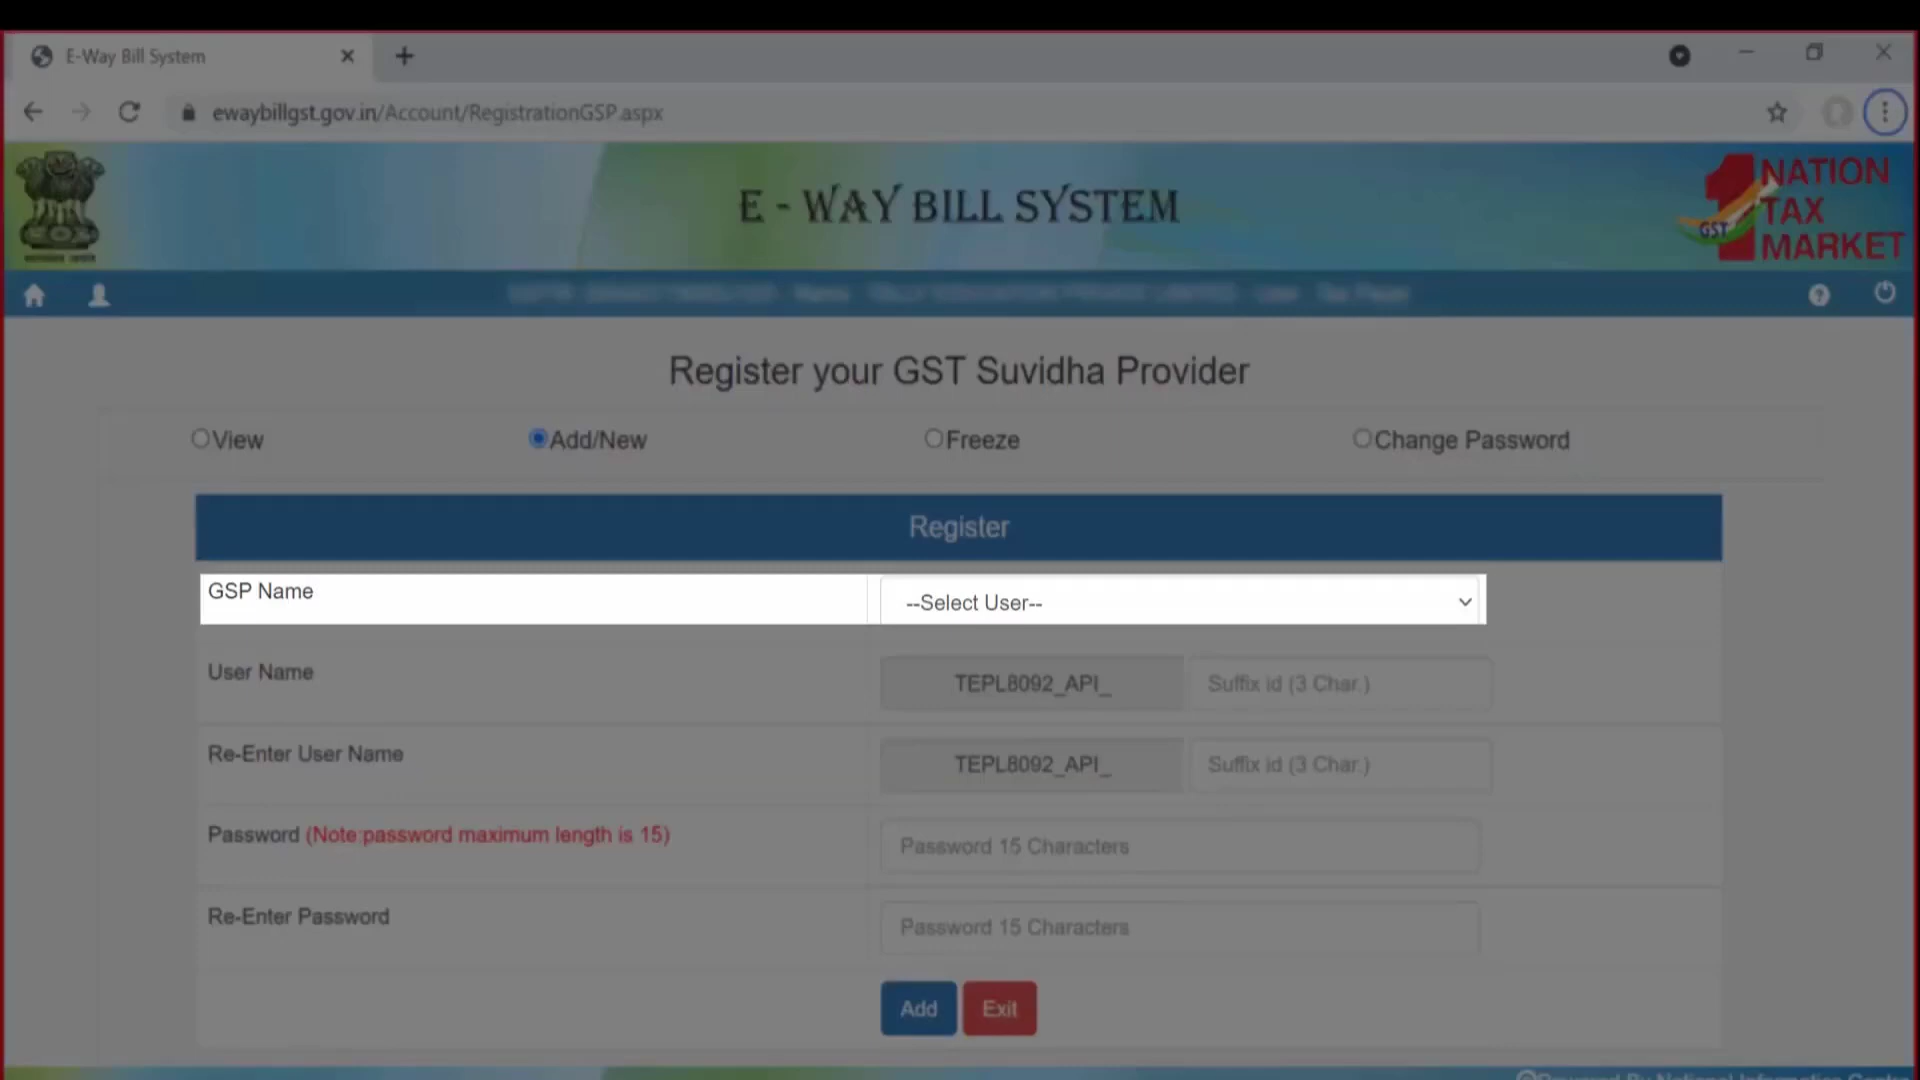 E-Way Bill System
ewaybillgst.gov.in/Account/RegistrationGSP.aspx
E - WAY BILL SYSTEM
NATION
TAX
MARKET
GST
Register your GST Suvidha Provider
View Add/New Freeze Change Password
Register
GSP Name --Select User--
User Name TEPL8092_API_ Suffix id (3 Char.)
Re-Enter User Name TEPL8092_API_ Suffix id (3 Char.)
Password (Note:password maximum length is 15) Password 15 Characters
Re-Enter Password Password 15 Characters
Add Exit